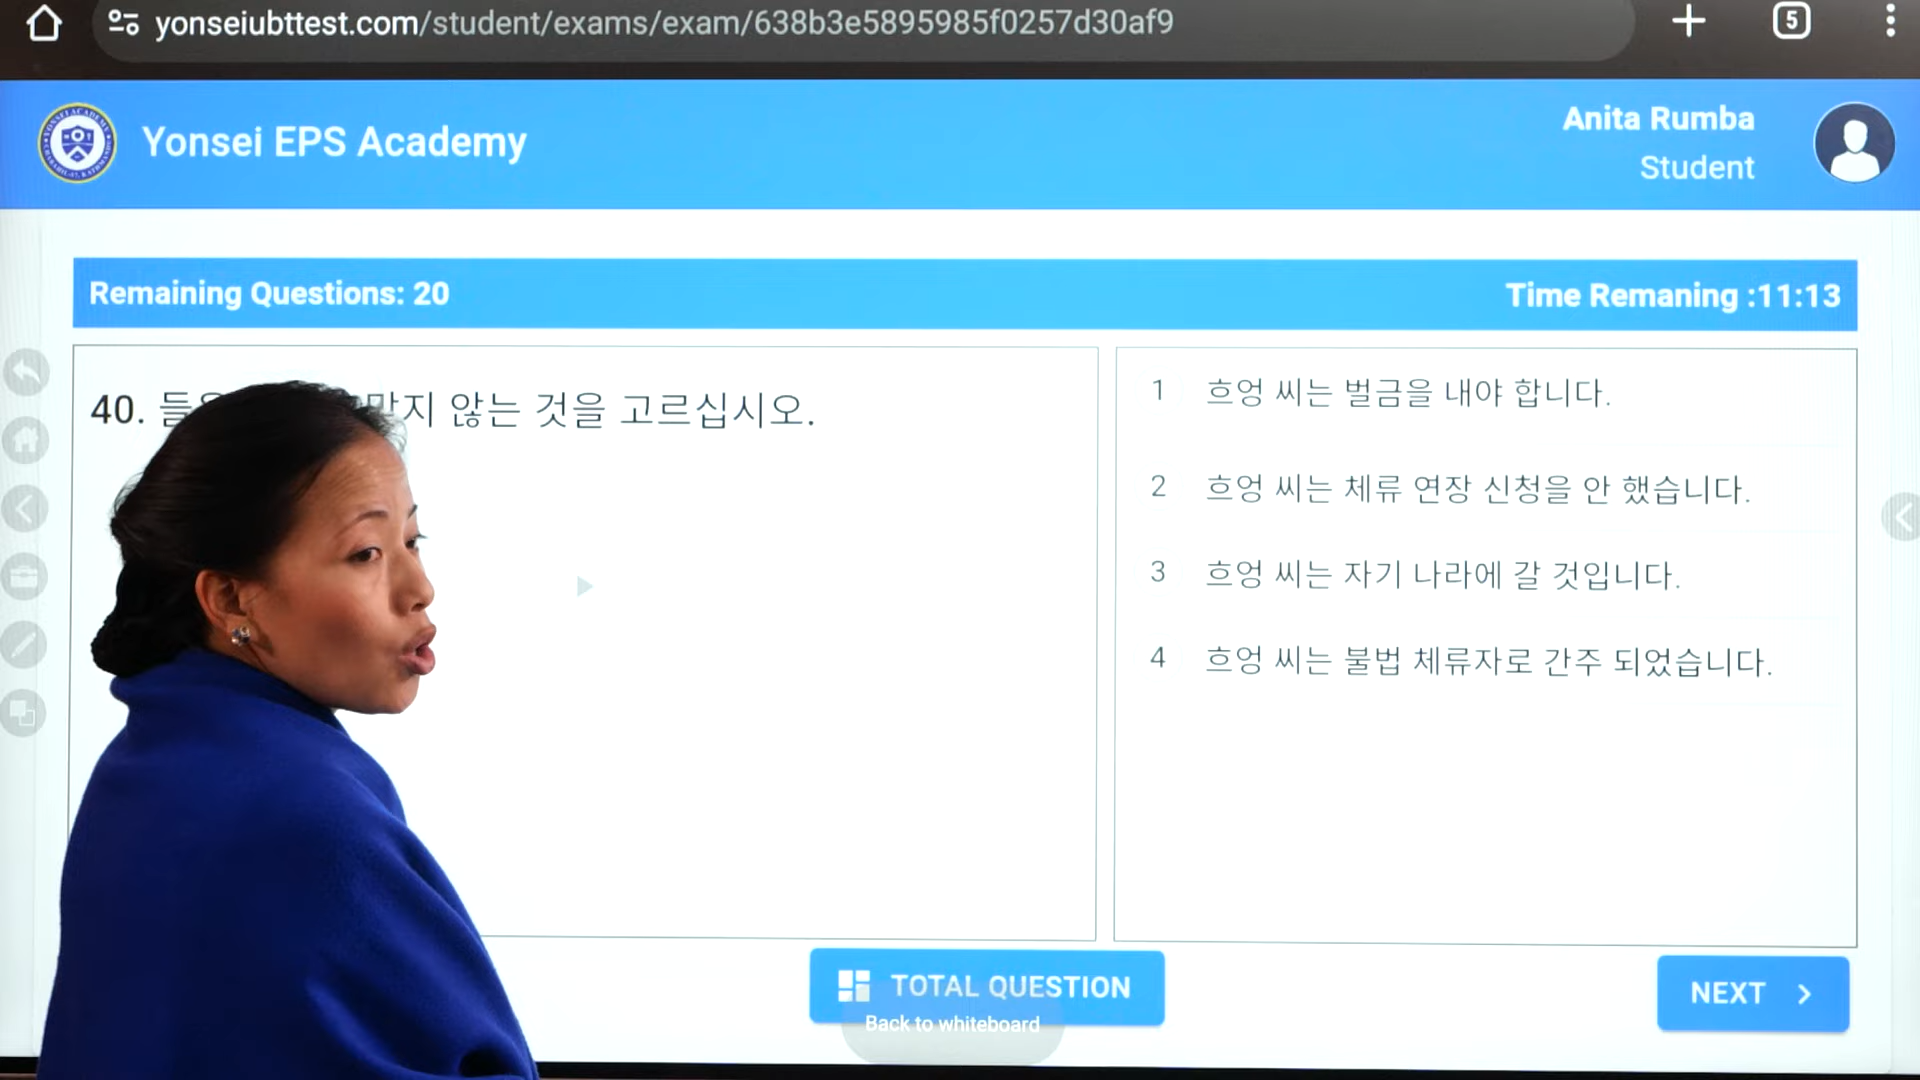 yonseiubttest.com/student/exams/exam/638b3e5895985f0257d30af9
5
Yonsei EPS Academy
Anita Rumba
Student
Remaining Questions: 20
Time Remaning :11:13
40. 않는 것을 고르십시오.
1 흐엉 씨는 벌금을 내야 합니다.
2 흐엉 씨는 체류 연장 신청을 안 했습니다.
3 흐엉 씨는 자기 나라에 갈 것입니다.
4 흐엉 씨는 불법 체류자로 간주 되었습니다.
TOTAL QUESTION
Back to whiteboard
NEXT